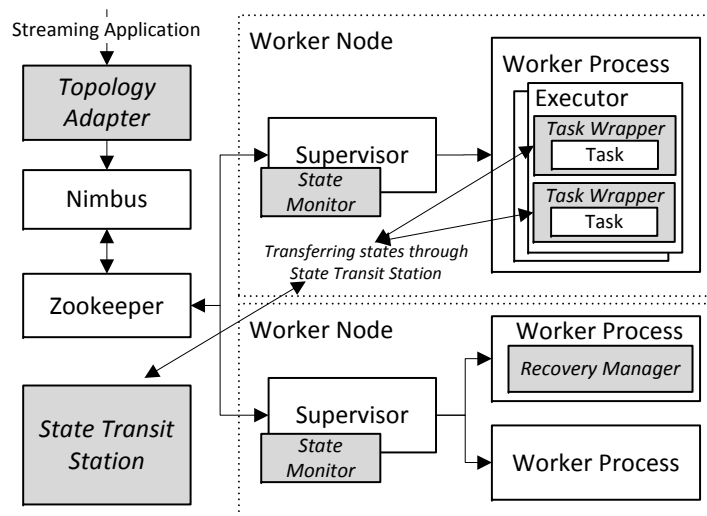 Streaming Application
Topology
Adapter
Nimbus
Zookeeper
State Transit
Station
Worker Node
Supervisor
State
Monitor
Worker Process
Executor
Task Wrapper
Task
Task Wrapper
Task
Transferring states through
State Transit Station
Worker Node
Supervisor
State
Monitor
Worker Process
Recovery Manager
Worker Process